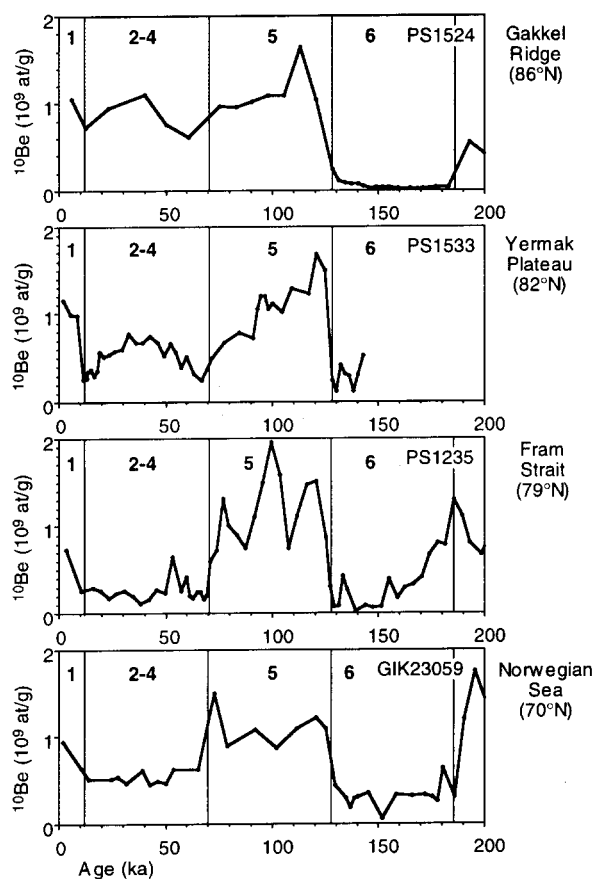 1 2-4 5 6 PS1524
Gakkel
Ridge
(86°N)
2
1
0
¹⁰Be (10⁹ at/g)
0 50 100 150 200
1 2-4 5 6 PS1533
Yermak
Plateau
(82°N)
2
1
0
¹⁰Be (10⁹ at/g)
0 50 100 150 200
1 2-4 5 6 PS1235
Fram
Strait
(79°N)
2
1
0
¹⁰Be (10⁹ at/g)
0 50 100 150 200
1 2-4 5 6 GIK23059
Norwegian
Sea
(70°N)
2
1
0
¹⁰Be (10⁹ at/g)
0 50 100 150 200
Age (ka)